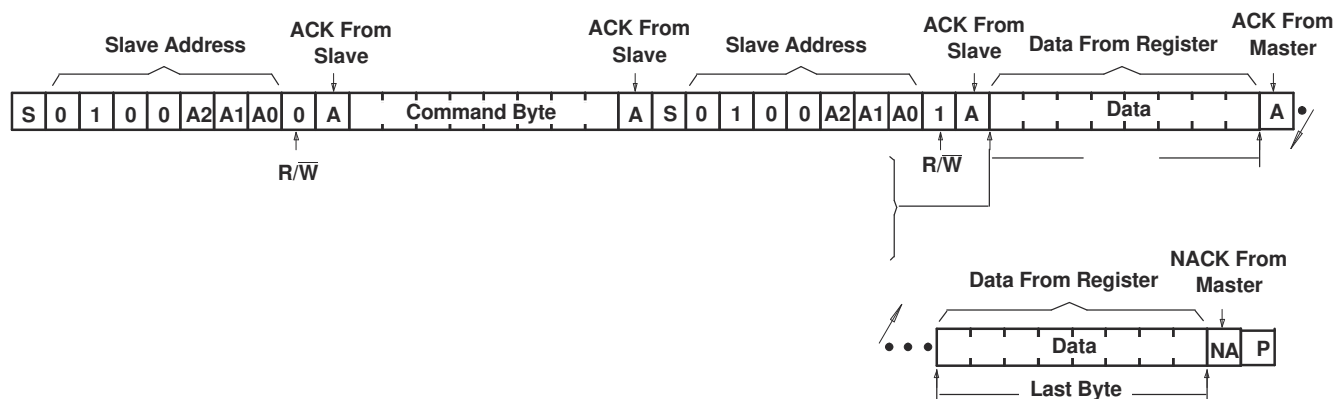 ACK From Slave
Slave Address
ACK From Slave
Slave Address
ACK From Slave
Data From Register
ACK From Master
S 0 1 0 0 A2 A1 A0 0 A Command Byte A S 0 1 0 0 A2 A1 A0 1 A Data A
R/W̅
R/W̅
Data From Register
NACK From Master
Data NA P
Last Byte